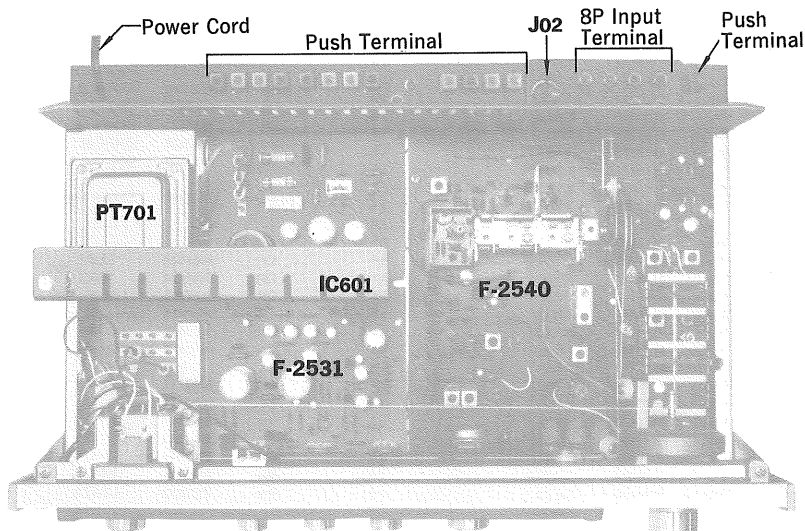 Power Cord
Push Terminal
J02
8P Input
Terminal
Push
Terminal
PT701
IC601
F-2540
F-2531